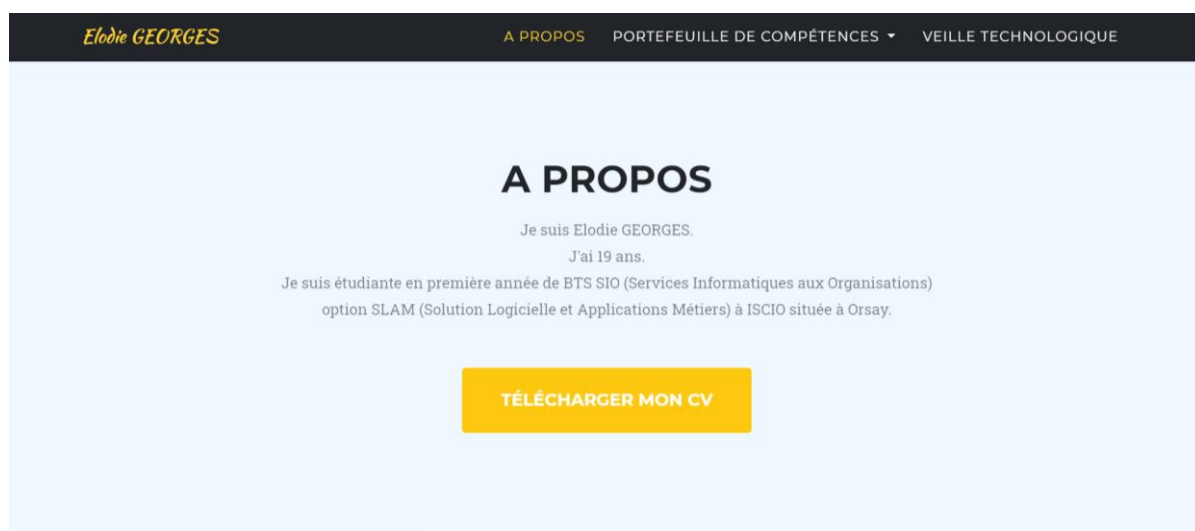 Elodie GEORGES
A PROPOS PORTEFEUILLE DE COMPÉTENCES VEILLE TECHNOLOGIQUE
A PROPOS
Je suis Elodie GEORGES.
J'ai 19 ans.
Je suis étudiante en première année de BTS SIO (Services Informatiques aux Organisations)
option SLAM (Solution Logicielle et Applications Métiers) à ISCIO située à Orsay.
TÉLÉCHARGER MON CV